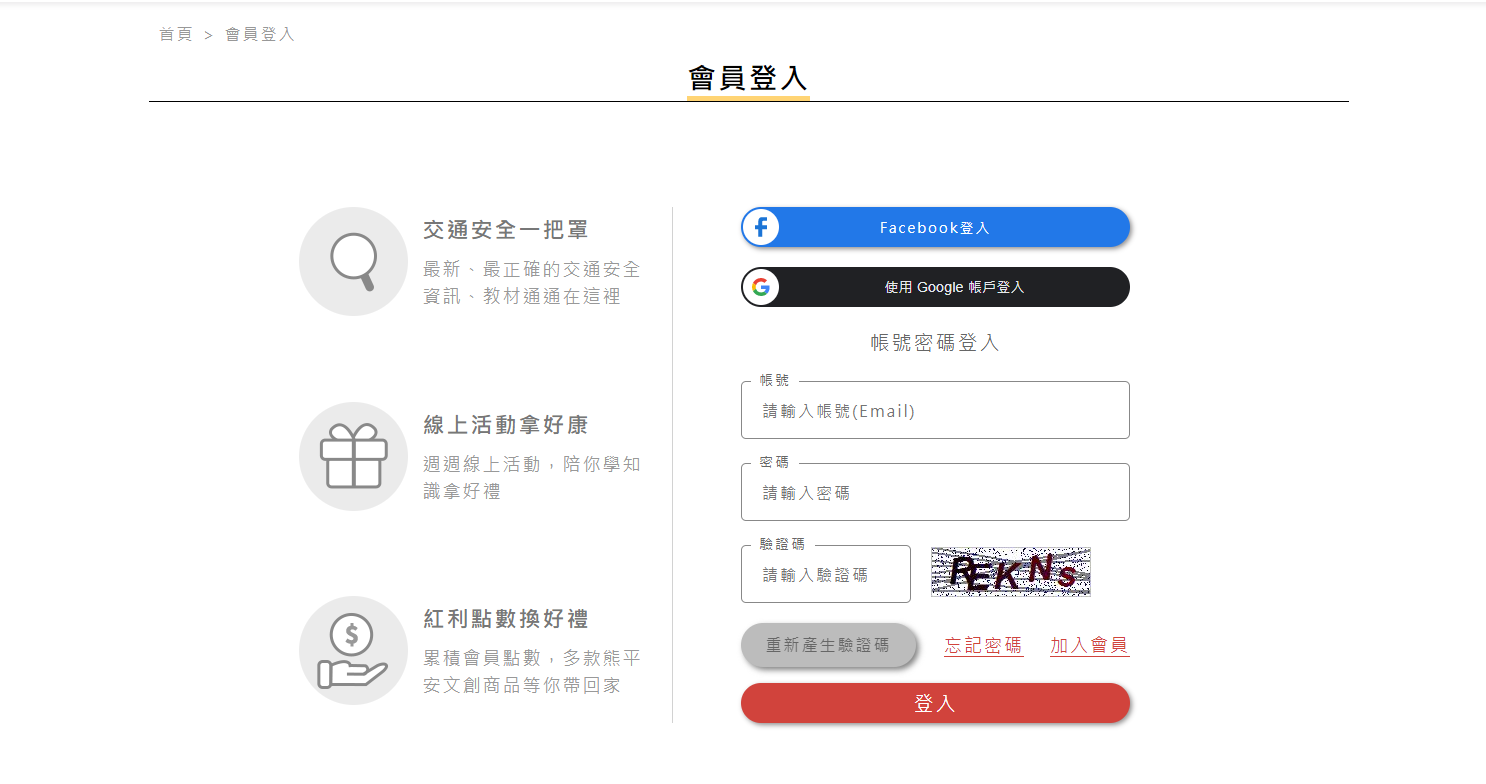 首頁 > 會員登入
會員登入
交通安全一把罩
最新、最正確的交通安全
資訊、教材通通在這裡
線上活動拿好康
週週線上活動，陪你學知
識拿好禮
$
紅利點數換好禮
累積會員點數，多款熊平
安文創商品等你帶回家
Facebook登入
使用 Google 帳戶登入
帳號密碼登入
帳號
請輸入帳號(Email)
密碼
請輸入密碼
驗證碼
請輸入驗證碼
REKNs
重新產生驗證碼
忘記密碼
加入會員
登入